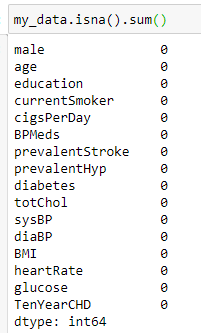 my_data.isna().sum()
male 0
age 0
education 0
currentSmoker 0
cigsPerDay 0
BPMeds 0
prevalentStroke 0
prevalentHyp 0
diabetes 0
totChol 0
sysBP 0
diaBP 0
BMI 0
heartRate 0
glucose 0
TenYearCHD 0
dtype: int64